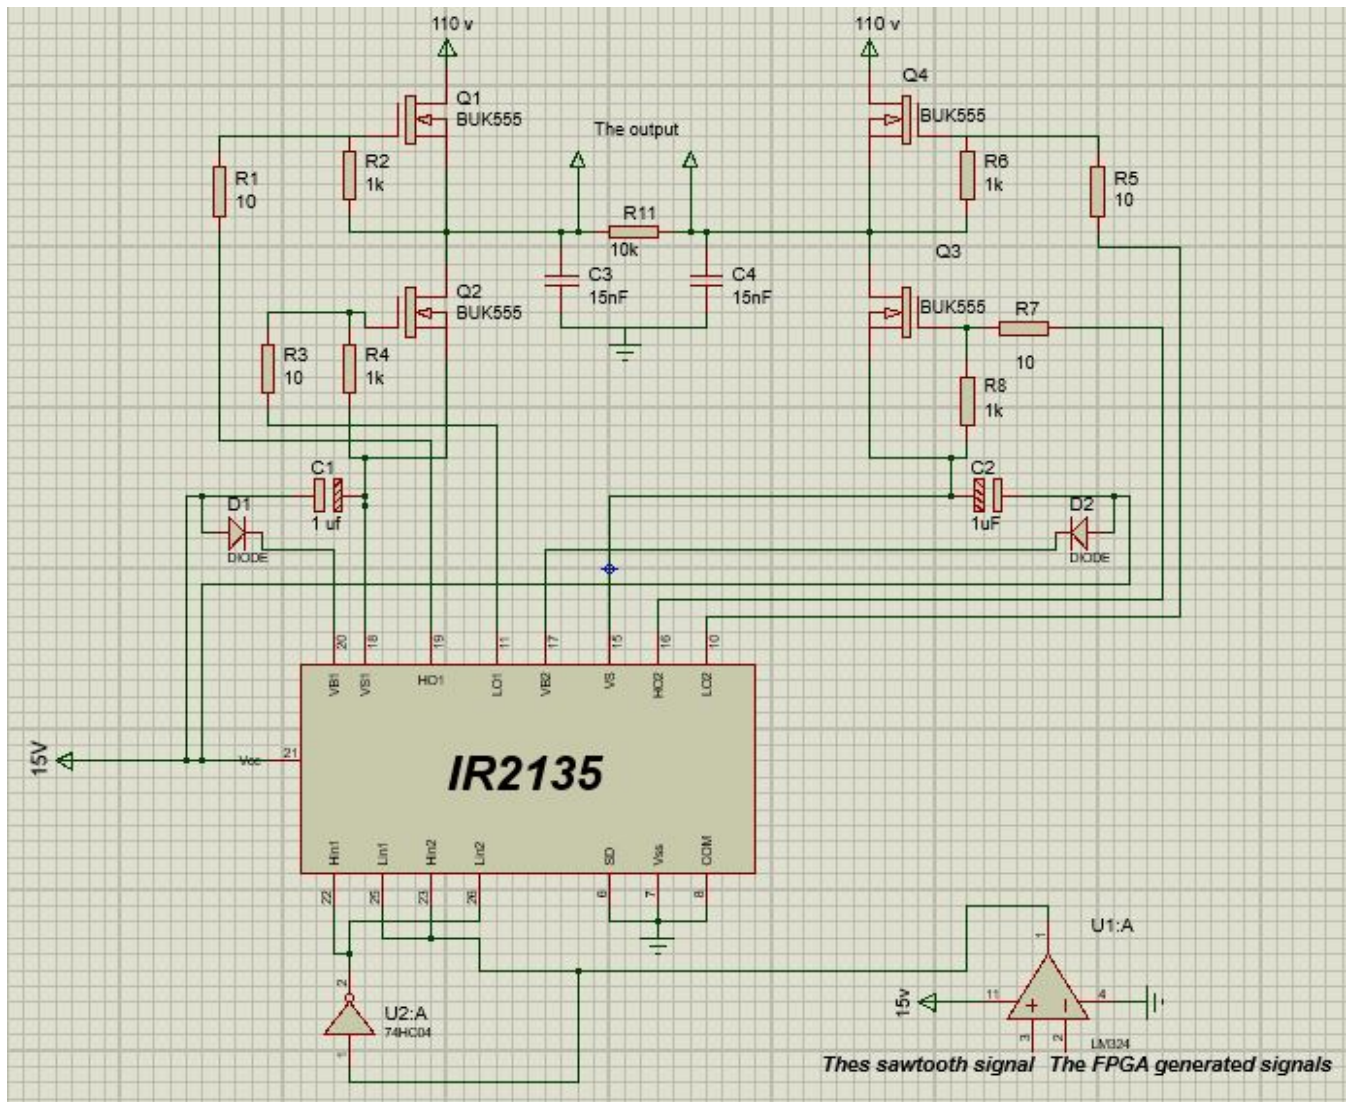 110 v
110 v
Q1
BUK555
Q4
BUK555
The output
R1
10
R2
1k
R6
1k
R5
10
R11
10k
C3
15nF
C4
15nF
Q2
BUK555
Q3
BUK555
R7
10
R3
10
R4
1k
R8
1k
C1
1 uf
C2
1uF
D1
DIODE
D2
DIODE
20
18
19
11
17
15
16
10
VB1
VS1
HO1
LO1
VB2
VS
HO2
LO2
15V
Vcc
21
IR2135
Hin1
Lin1
Hin2
Lin2
SD
Vss
COM
22
25
23
26
6
7
8
2
U2:A
74HC04
1
1
U1:A
15v
11
4
+
3
2
LM324
Thes sawtooth signal
The FPGA generated signals